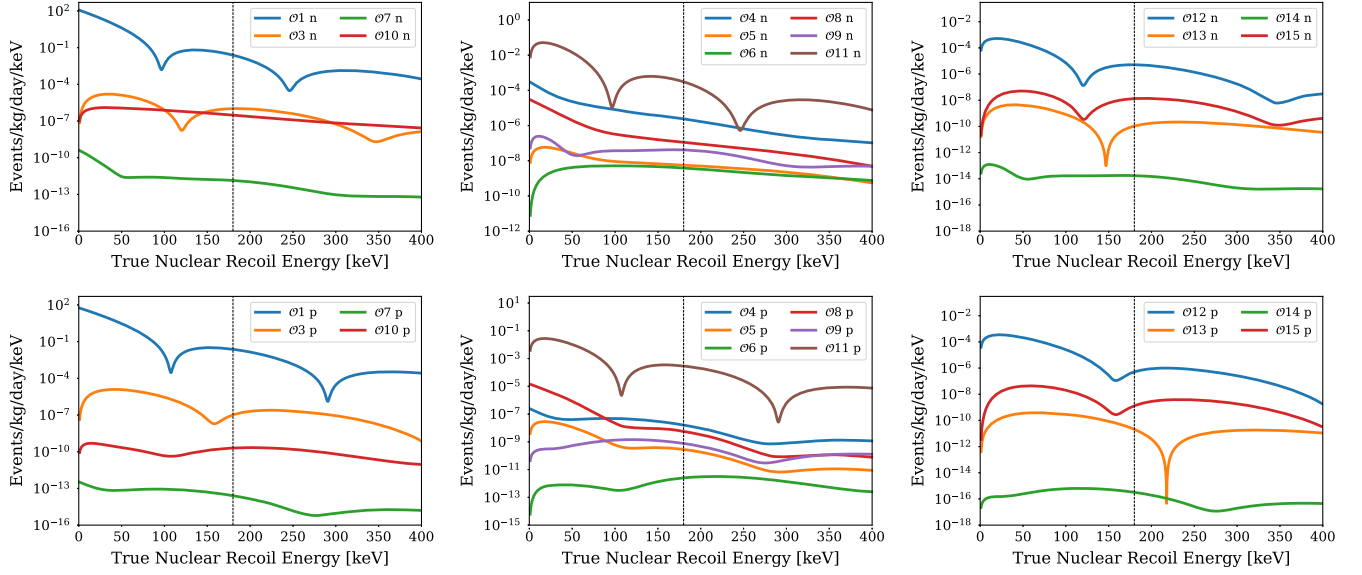 Events/kg/day/keV
10^2
10^-1
10^-4
10^-7
10^-10
10^-13
10^-16
𝒪1 n 𝒪7 n
𝒪3 n 𝒪10 n
0 50 100 150 200 250 300 350 400
True Nuclear Recoil Energy [keV]
Events/kg/day/keV
10^0
10^-2
10^-4
10^-6
10^-8
10^-10
10^-12
𝒪4 n 𝒪8 n
𝒪5 n 𝒪9 n
𝒪6 n 𝒪11 n
0 50 100 150 200 250 300 350 400
True Nuclear Recoil Energy [keV]
Events/kg/day/keV
10^-2
10^-4
10^-6
10^-8
10^-10
10^-12
10^-14
10^-16
10^-18
𝒪12 n 𝒪14 n
𝒪13 n 𝒪15 n
0 50 100 150 200 250 300 350 400
True Nuclear Recoil Energy [keV]
Events/kg/day/keV
10^2
10^-1
10^-4
10^-7
10^-10
10^-13
10^-16
𝒪1 p 𝒪7 p
𝒪3 p 𝒪10 p
0 50 100 150 200 250 300 350 400
True Nuclear Recoil Energy [keV]
Events/kg/day/keV
10^1
10^-1
10^-3
10^-5
10^-7
10^-9
10^-11
10^-13
10^-15
𝒪4 p 𝒪8 p
𝒪5 p 𝒪9 p
𝒪6 p 𝒪11 p
0 50 100 150 200 250 300 350 400
True Nuclear Recoil Energy [keV]
Events/kg/day/keV
10^-2
10^-4
10^-6
10^-8
10^-10
10^-12
10^-14
10^-16
10^-18
𝒪12 p 𝒪14 p
𝒪13 p 𝒪15 p
0 50 100 150 200 250 300 350 400
True Nuclear Recoil Energy [keV]